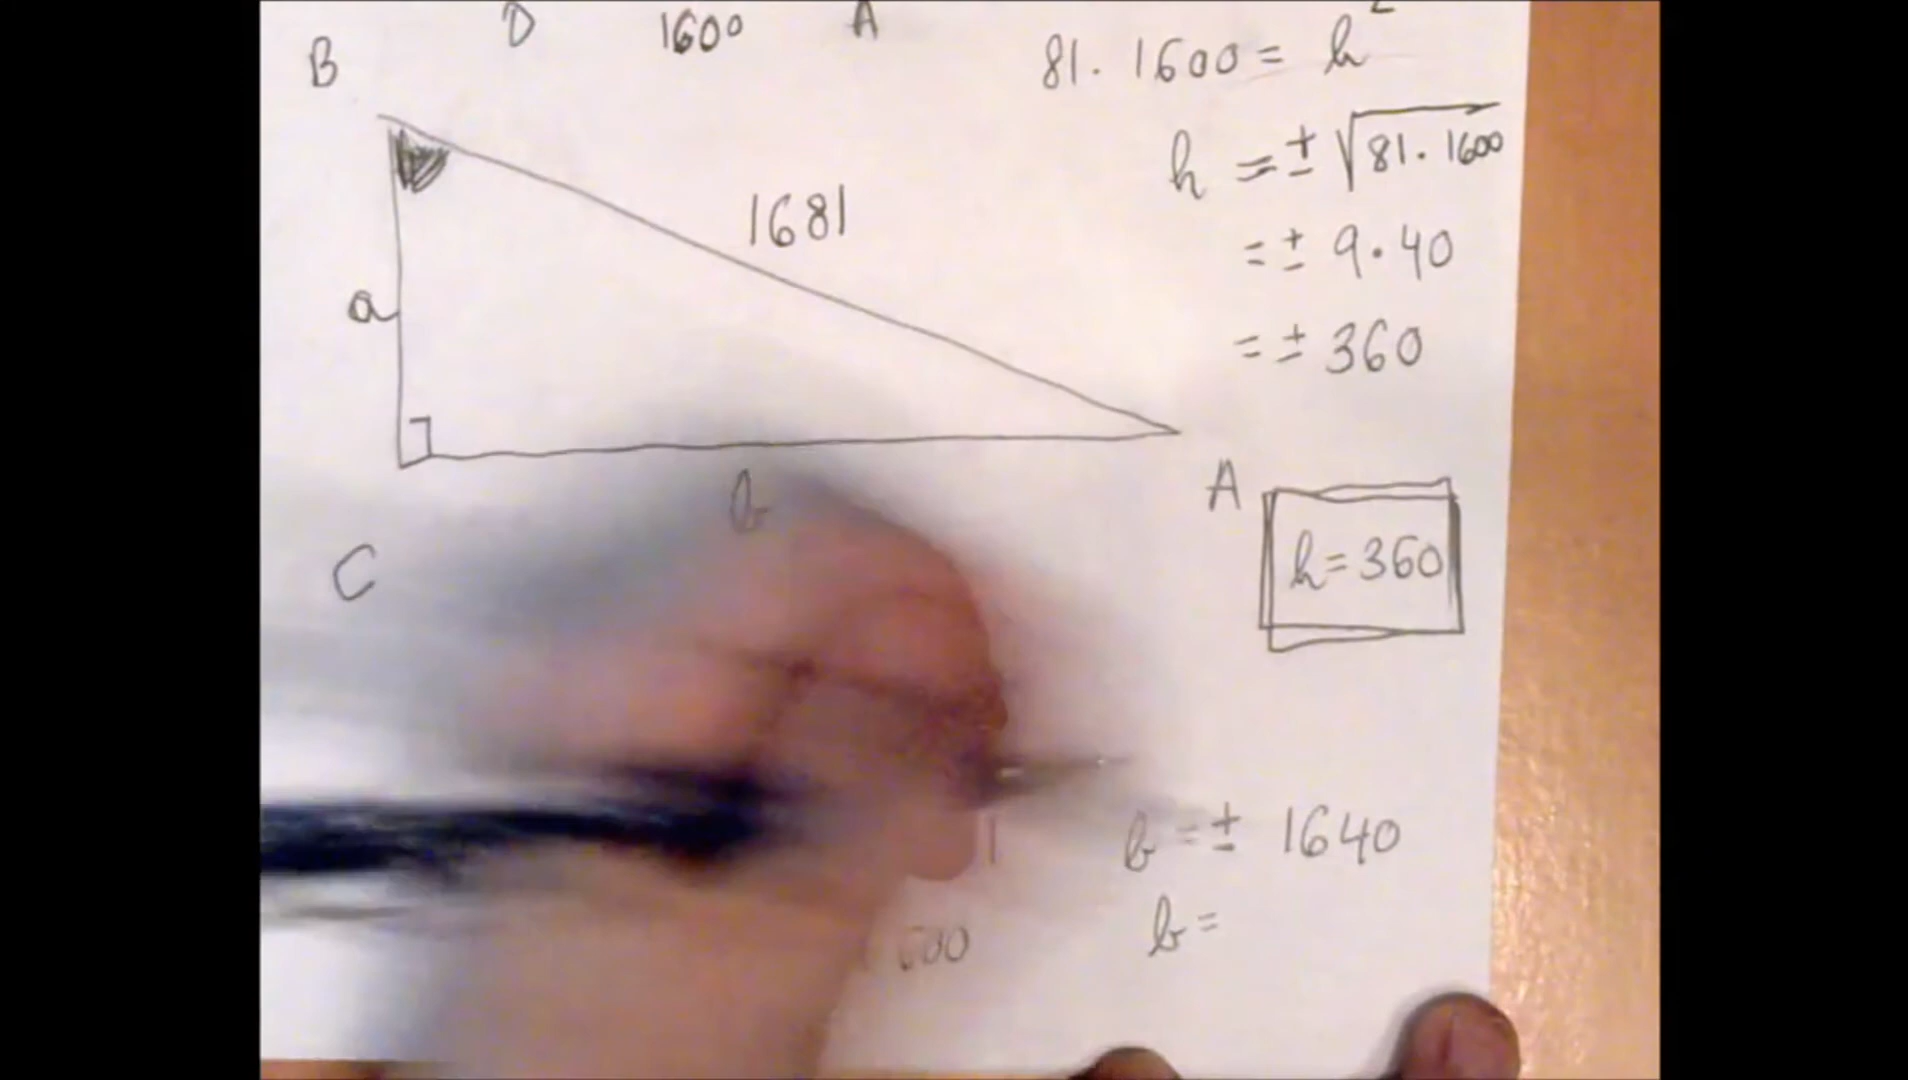 D 1600 A
B
81. 1600 = h²
h = ± √81. 1600
1681
= ± 9.40
a
= ± 360
b
A
C
h=360
b = ± 1640
b =